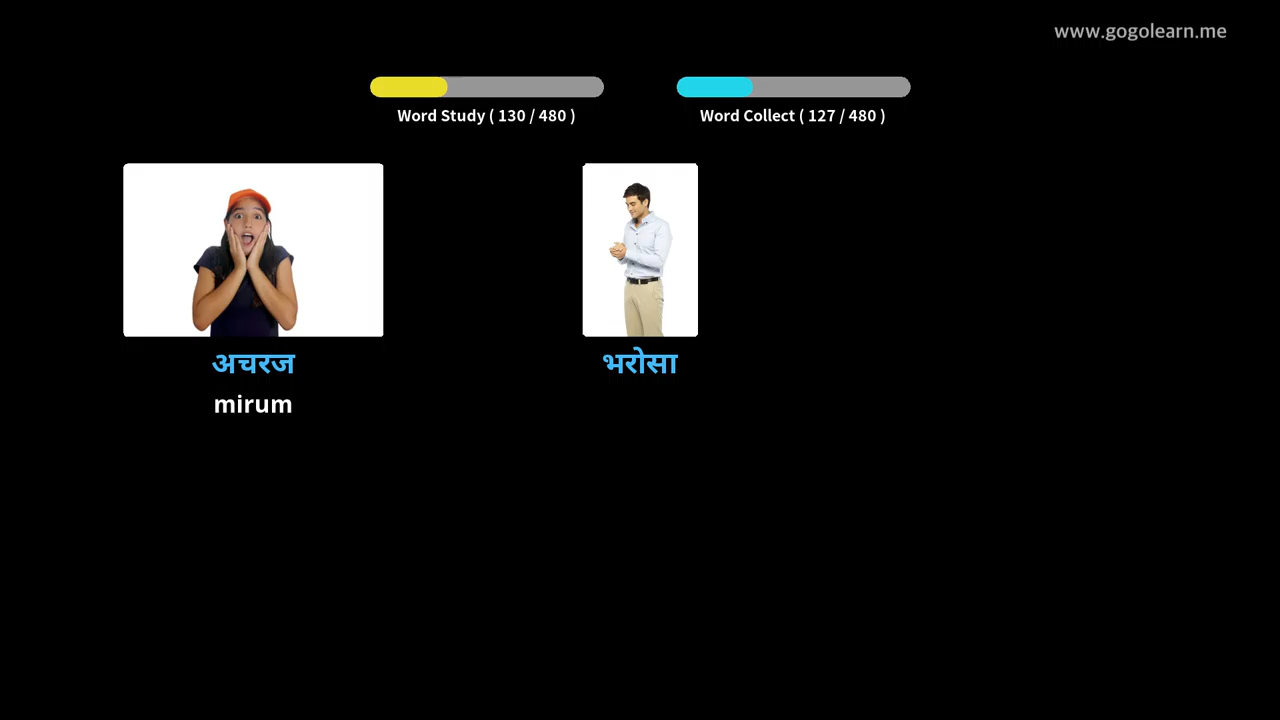 www.gogolearn.me
Word Study ( 130 / 480 )
Word Collect ( 127 / 480 )
अचरज
भरोसा
mirum